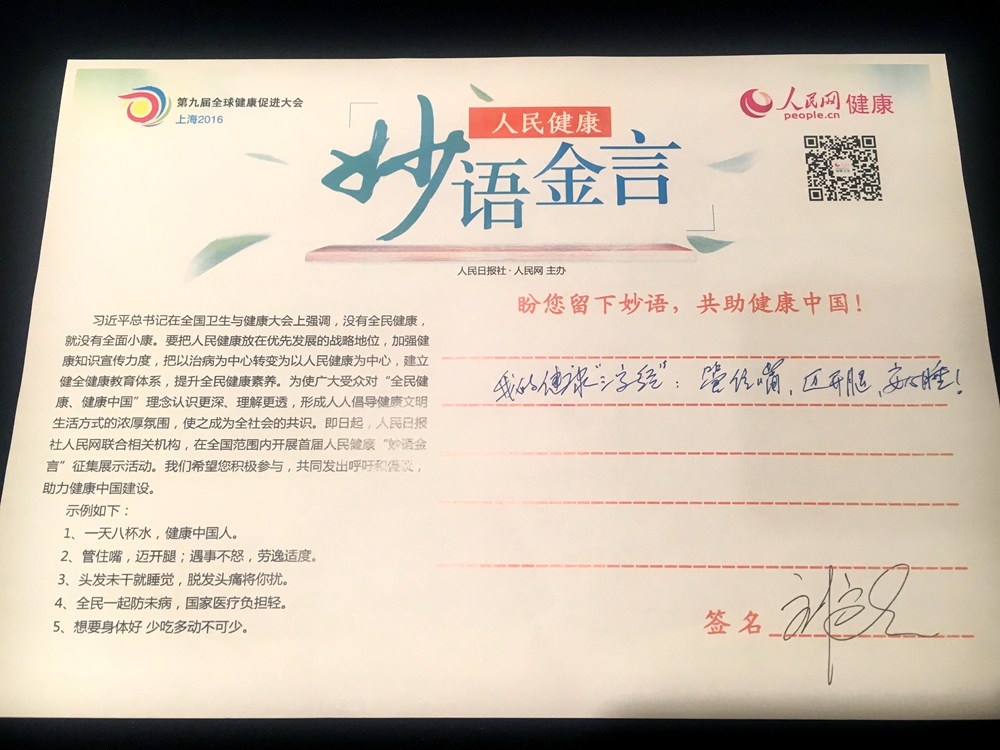 第九届全球健康促进大会
上海2016
人民健康
妙语金言
人民日报社·人民网 主办
人民网 健康
people.cn
盼您留下妙语，共助健康中国！
习近平总书记在全国卫生与健康大会上强调，没有全民健康，
就没有全面小康。要把人民健康放在优先发展的战略地位，加强健
康知识宣传力度，把以治病为中心转变为以人民健康为中心，建立
健全健康教育体系，提升全民健康素养。为使广大受众对“全民健
康、健康中国”理念认识更深、理解更透，形成人人倡导健康文明
生活方式的浓厚氛围，使之成为全社会的共识。即日起，人民日报
社人民网联合相关机构，在全国范围内开展首届人民健康“妙语金
言”征集展示活动。我们希望您积极参与，共同发出呼吁和倡议，
助力健康中国建设。
示例如下：
1、一天八杯水，健康中国人。
2、管住嘴，迈开腿；遇事不怒，劳逸适度。
3、头发未干就睡觉，脱发头痛将你扰。
4、全民一起防未病，国家医疗负担轻。
5、想要身体好 少吃多动不可少。
我的健康“三字经”：管住嘴，迈开腿，安心睡！
签名